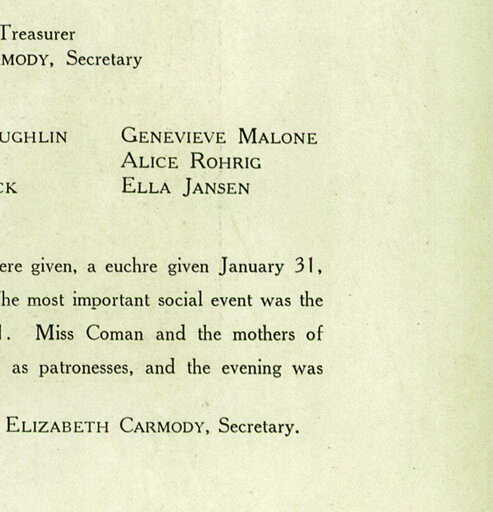 Treasurer
MODY, Secretary
UGHLIN GENEVIEVE MALONE
ALICE ROHRIG
CK ELLA JANSEN
ere given, a euchre given January 31,
he most important social event was the
. Miss Coman and the mothers of
as patronesses, and the evening was
ELIZABETH CARMODY, Secretary.